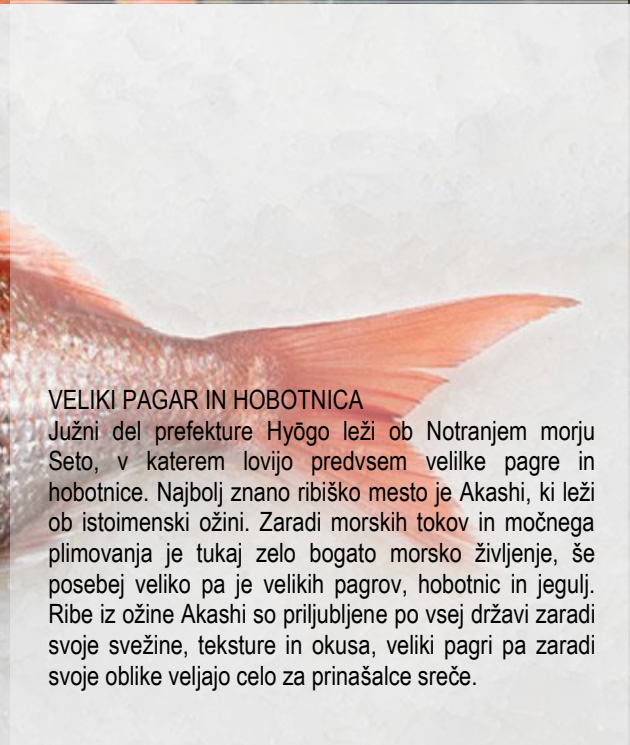 VELIKI PAGAR IN HOBOTNICA
Južni del prefekture Hyōgo leži ob Notranjem morju
Seto, v katerem lovijo predvsem velilke pagre in
hobotnice. Najbolj znano ribiško mesto je Akashi, ki leži
ob istoimenski ožini. Zaradi morskih tokov in močnega
plimovanja je tukaj zelo bogato morsko življenje, še
posebej veliko pa je velikih pagrov, hobotnic in jegulj.
Ribe iz ožine Akashi so priljubljene po vsej državi zaradi
svoje svežine, teksture in okusa, veliki pagri pa zaradi
svoje oblike veljajo celo za prinašalce sreče.